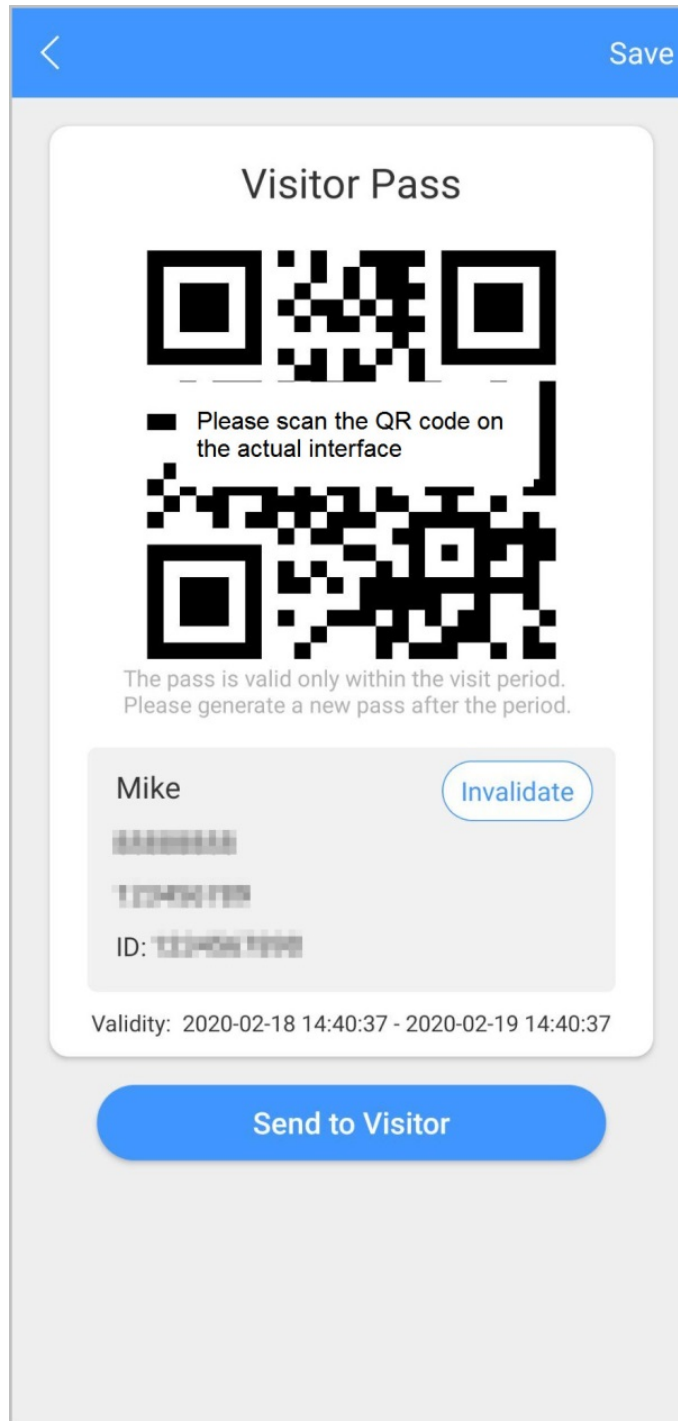 Save
Visitor Pass
Please scan the QR code on
the actual interface
The pass is valid only within the visit period.
Please generate a new pass after the period.
Mike
Invalidate
ID:
Validity: 2020-02-18 14:40:37 - 2020-02-19 14:40:37
Send to Visitor